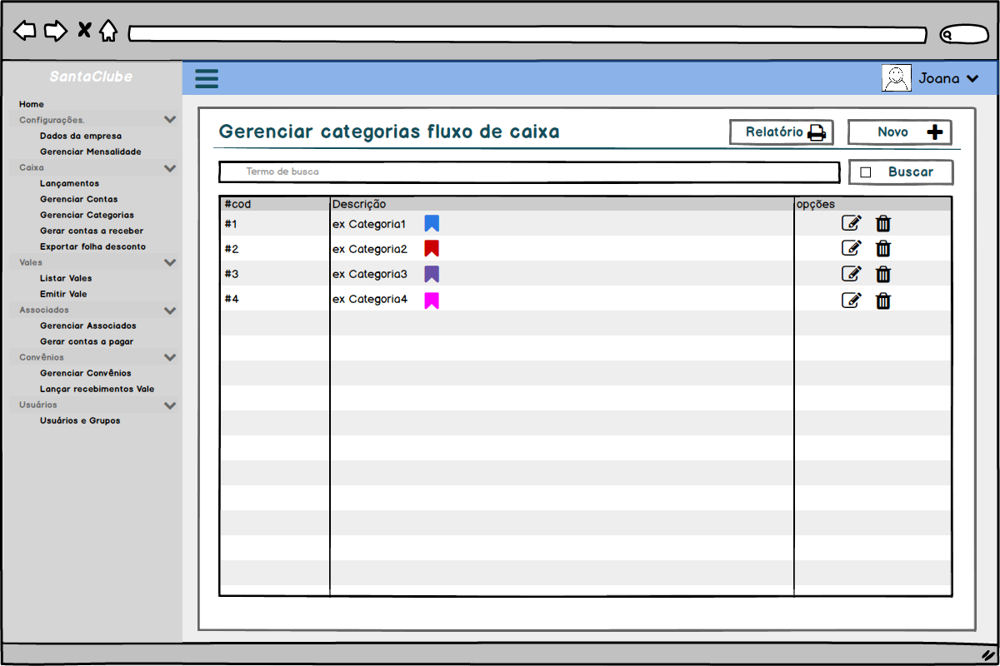 SantaClube
Joana
Home
Configurações.
Dados da empresa
Gerenciar Mensalidade
Caixa
Lançamentos
Gerenciar Contas
Gerenciar Categorias
Gerar contas a receber
Exportar folha desconto
Vales
Listar Vales
Emitir Vale
Associados
Gerenciar Associados
Gerar contas a pagar
Convênios
Gerenciar Convênios
Lançar recebimentos Vale
Usuários
Usuários e Grupos
Gerenciar categorias fluxo de caixa
Relatório
Novo
Termo de busca
Buscar
#cod Descrição opções
#1 ex Categoria1
#2 ex Categoria2
#3 ex Categoria3
#4 ex Categoria4